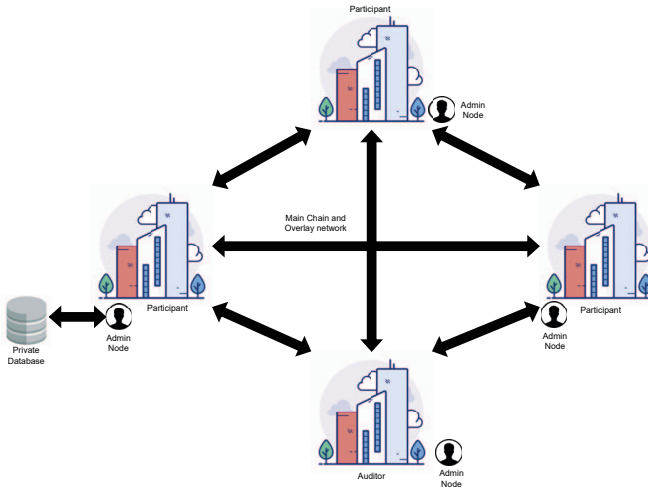 Participant
Admin
Node
Main Chain and
Overlay network
Participant
Admin
Node
Private
Database
Participant
Admin
Node
Auditor
Admin
Node